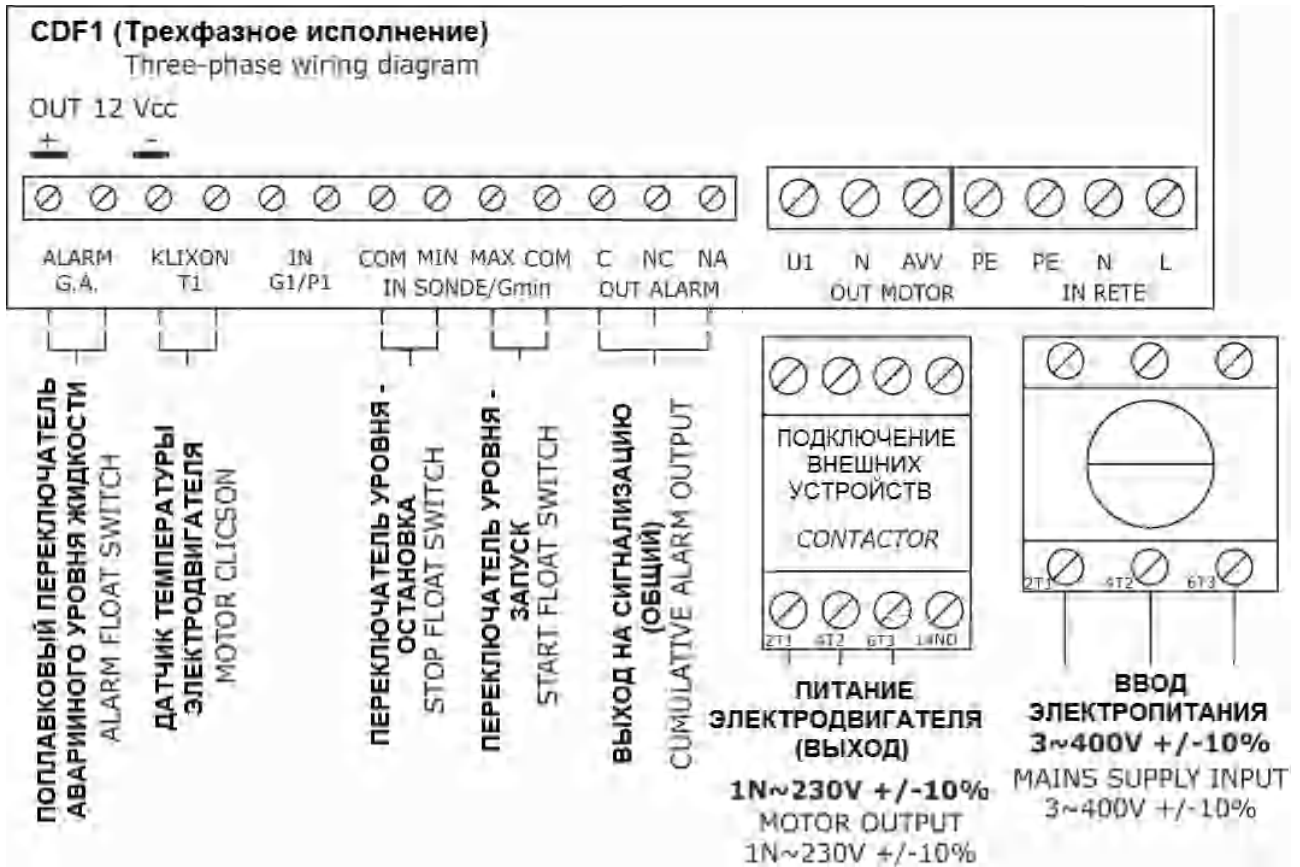 CDF1 (Трехфазное исполнение)
Three-phase wiring diagram
OUT 12 Vcc
+ -
ALARM KLIXON IN COM MIN MAX COM C NC NA U1 N AVV PE PE N L
G.A. T1 G1/P1 IN SONDE/Gmin OUT ALARM OUT MOTOR IN RETE
ПОПЛАВКОВЫЙ ПЕРЕКЛЮЧАТЕЛЬ
АВАРИЙНОГО УРОВНЯ ЖИДКОСТИ
ALARM FLOAT SWITCH
ДАТЧИК ТЕМПЕРАТУРЫ
ЭЛЕКТРОДВИГАТЕЛЯ
MOTOR CLICSON
ПЕРЕКЛЮЧАТЕЛЬ УРОВНЯ -
ОСТАНОВКА
STOP FLOAT SWITCH
ПЕРЕКЛЮЧАТЕЛЬ УРОВНЯ -
ЗАПУСК
START FLOAT SWITCH
ВЫХОД НА СИГНАЛИЗАЦИЮ
(ОБЩИЙ)
CUMULATIVE ALARM OUTPUT
ПОДКЛЮЧЕНИЕ
ВНЕШНИХ
УСТРОЙСТВ
CONTACTOR
2T1 4T2 6T3 14NO
ПИТАНИЕ
ЭЛЕКТРОДВИГАТЕЛЯ
(ВЫХОД)
1N~230V +/-10%
MOTOR OUTPUT
1N~230V +/-10%
2T1 4T2 6T3
ВВОД
ЭЛЕКТРОПИТАНИЯ
3~400V +/-10%
MAINS SUPPLY INPUT
3~400V +/-10%